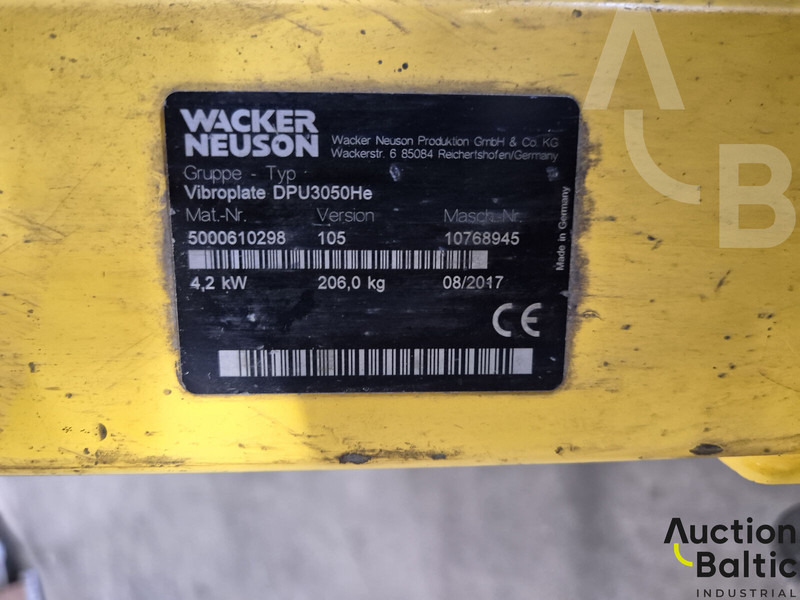 WACKER
NEUSON
Wacker Neuson Produktion GmbH & Co. KG
Wackerstr. 6 85084 Reichertshofen/Germany
Gruppe - Typ
Vibroplate DPU3050He
Mat.-Nr. Version Masch.-Nr.
5000610298 105 10768945
4,2 kW 206,0 kg 08/2017
Made in Germany
CE
A
B
Auction
Baltic
INDUSTRIAL